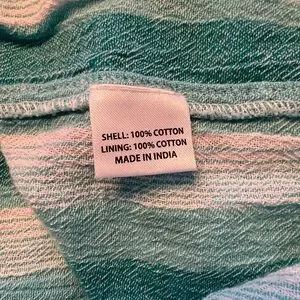 SHELL: 100% COTTON
LINING: 100% COTTON
MADE IN INDIA